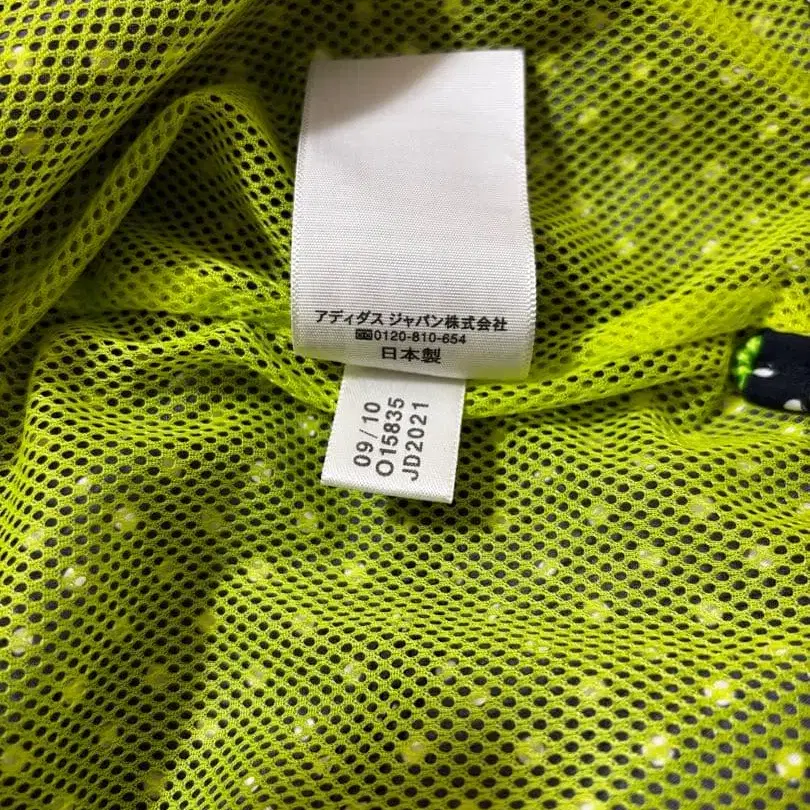 アディダス ジャパン株式会社
0120-810-654
日本製
09/10
O15835
JD2021